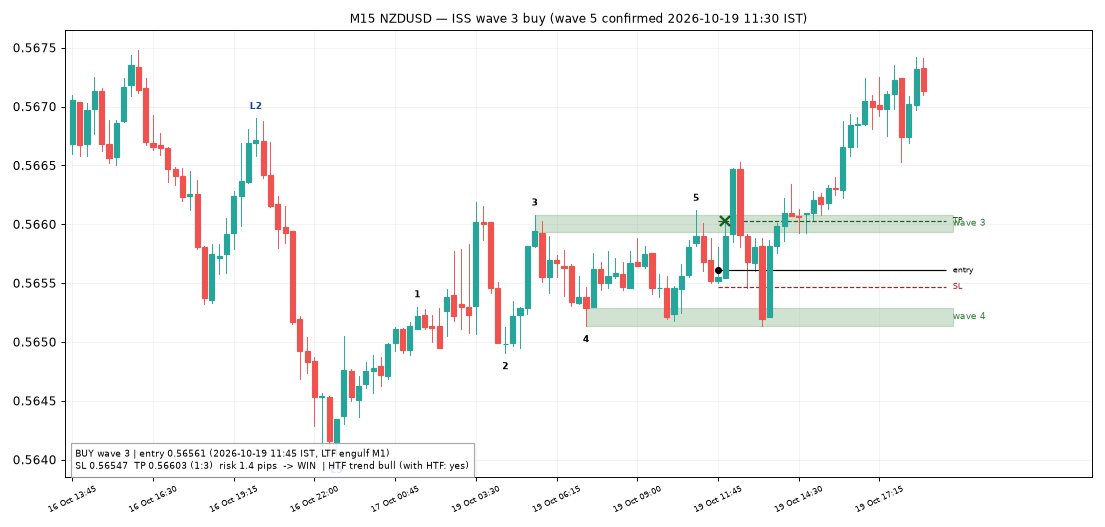 M15 NZDUSD — ISS wave 3 buy (wave 5 confirmed 2026-10-19 11:30 IST)
0.5675
0.5670
0.5665
0.5660
0.5655
0.5650
0.5645
0.5640
L2
1
2
3
4
5
TP
wave 3
entry
SL
wave 4
BUY wave 3 | entry 0.56561 (2026-10-19 11:45 IST, LTF engulf M1)
SL 0.56547 TP 0.56603 (1:3) risk 1.4 pips -> WIN | HTF trend bull (with HTF: yes)
16 Oct 13:45
16 Oct 16:30
16 Oct 19:15
16 Oct 22:00
17 Oct 00:45
19 Oct 03:30
19 Oct 06:15
19 Oct 09:00
19 Oct 11:45
19 Oct 14:30
19 Oct 17:15